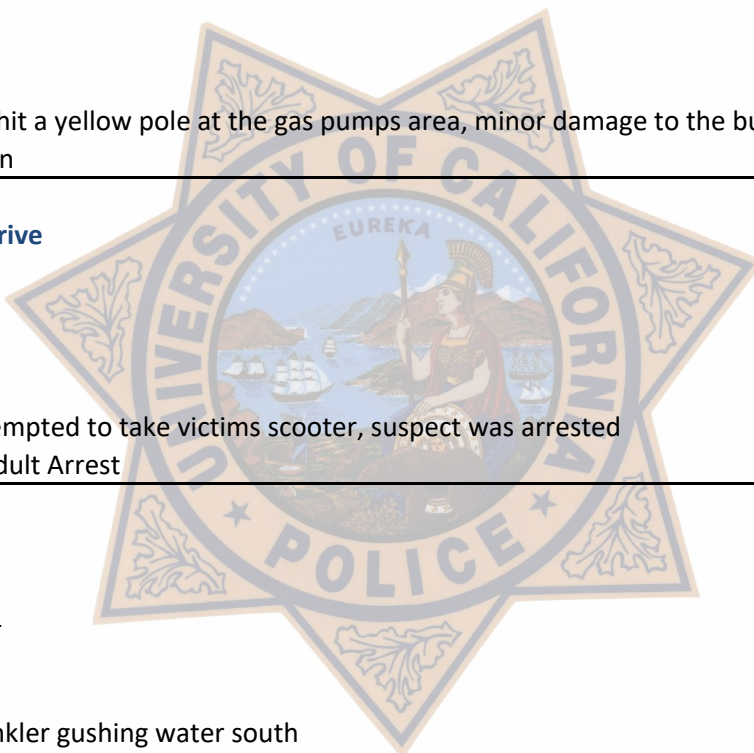 hit a yellow pole at the gas pumps area, minor damage to the bu
n
rive
UNIVERSITY OF CALIFORNIA
EUREKA
empted to take victims scooter, suspect was arrested
dult Arrest
POLICE
nkler gushing water south